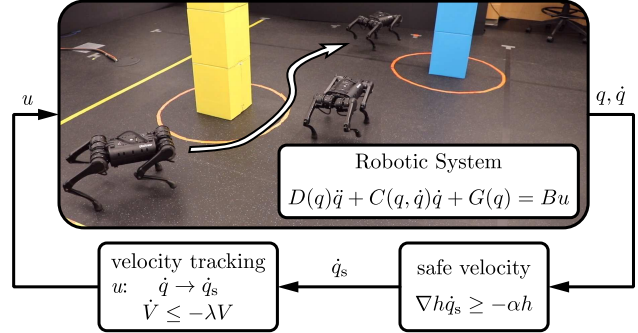 u
q, q̇
Robotic System
D(q)q̈ + C(q, q̇)q̇ + G(q) = Bu
velocity tracking
u: q̇ → q̇ₛ
V̇ ≤ −λV
q̇ₛ
safe velocity
∇hq̇ₛ ≥ −αh